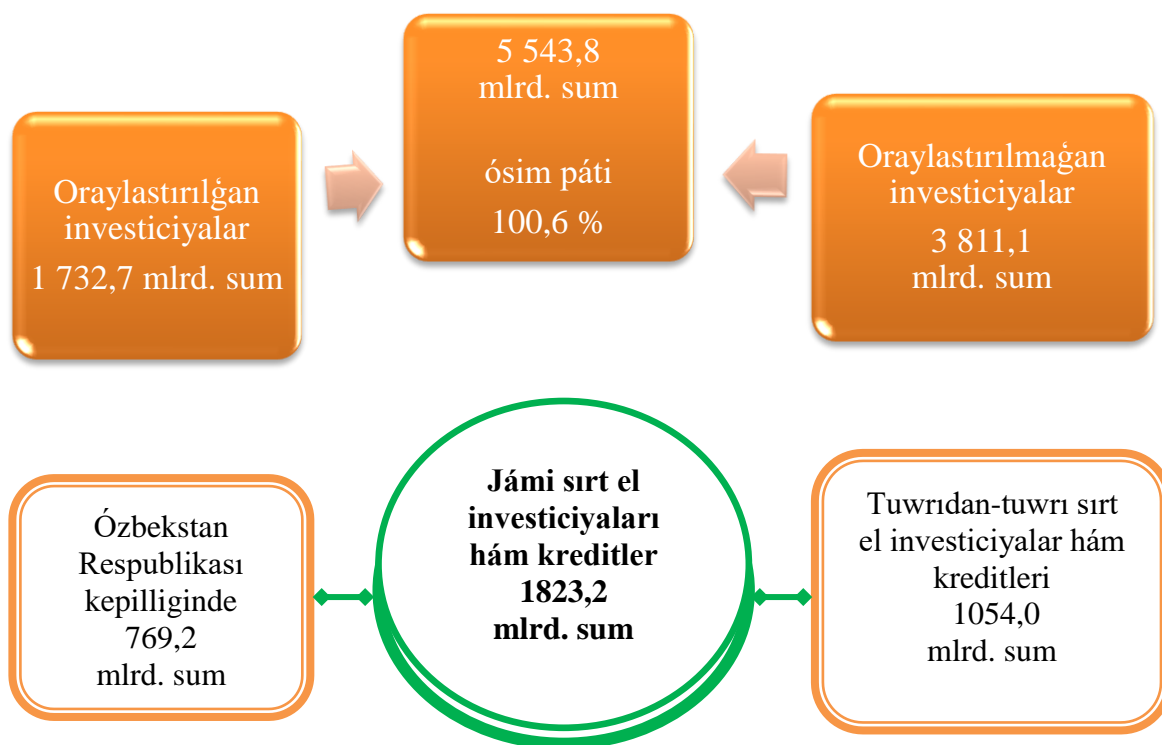 5 543,8
mlrd. sum
ósim páti
100,6 %
Oraylastırılģan
investiciyalar
1 732,7 mlrd. sum
Oraylastırılmaģan
investiciyalar
3 811,1
mlrd. sum
Jámi sırt el
investiciyaları
hám kreditler
1823,2
mlrd. sum
Ózbekstan
Respublikası
kepilliginde
769,2
mlrd. sum
Tuwrıdan-tuwrı sırt
el investiciyalar hám
kreditleri
1054,0
mlrd. sum